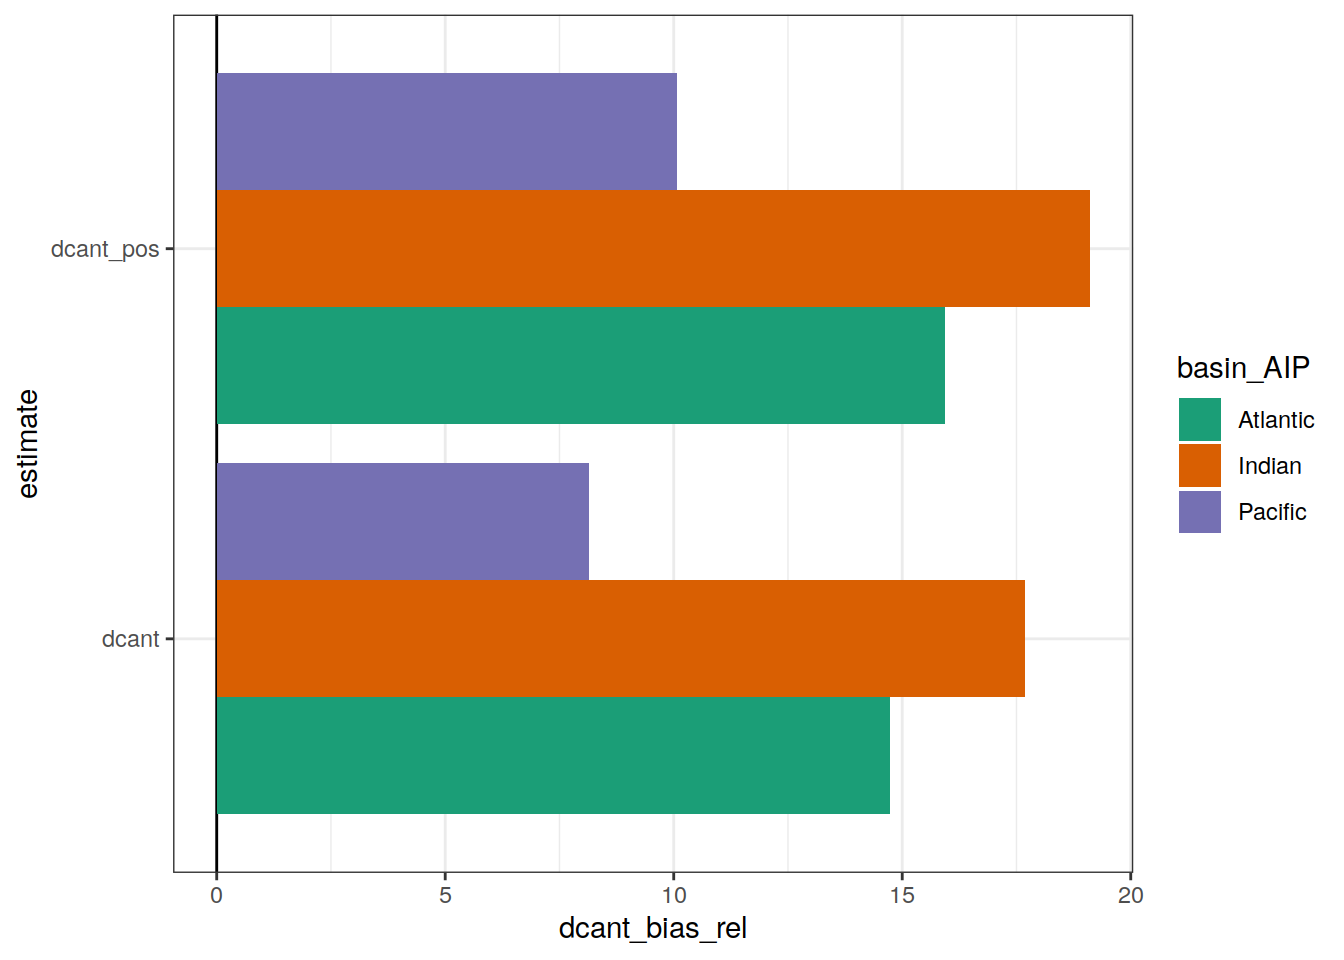 dcant_pos
dcant
estimate
0 5 10 15 20
dcant_bias_rel
basin_AIP
Atlantic
Indian
Pacific